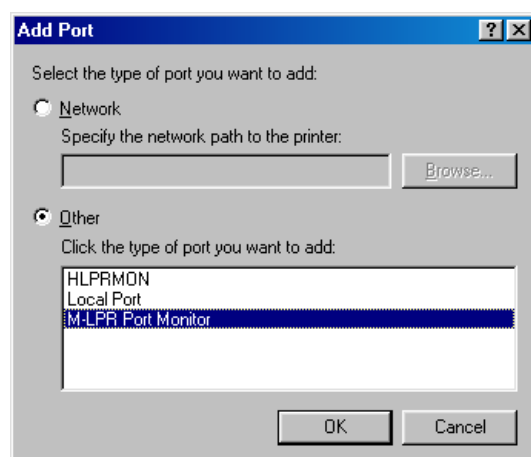 Add Port
Select the type of port you want to add:
Network
Specify the network path to the printer:
Browse...
Other
Click the type of port you want to add:
HLPRMON
Local Port
M-LPR Port Monitor
OK Cancel